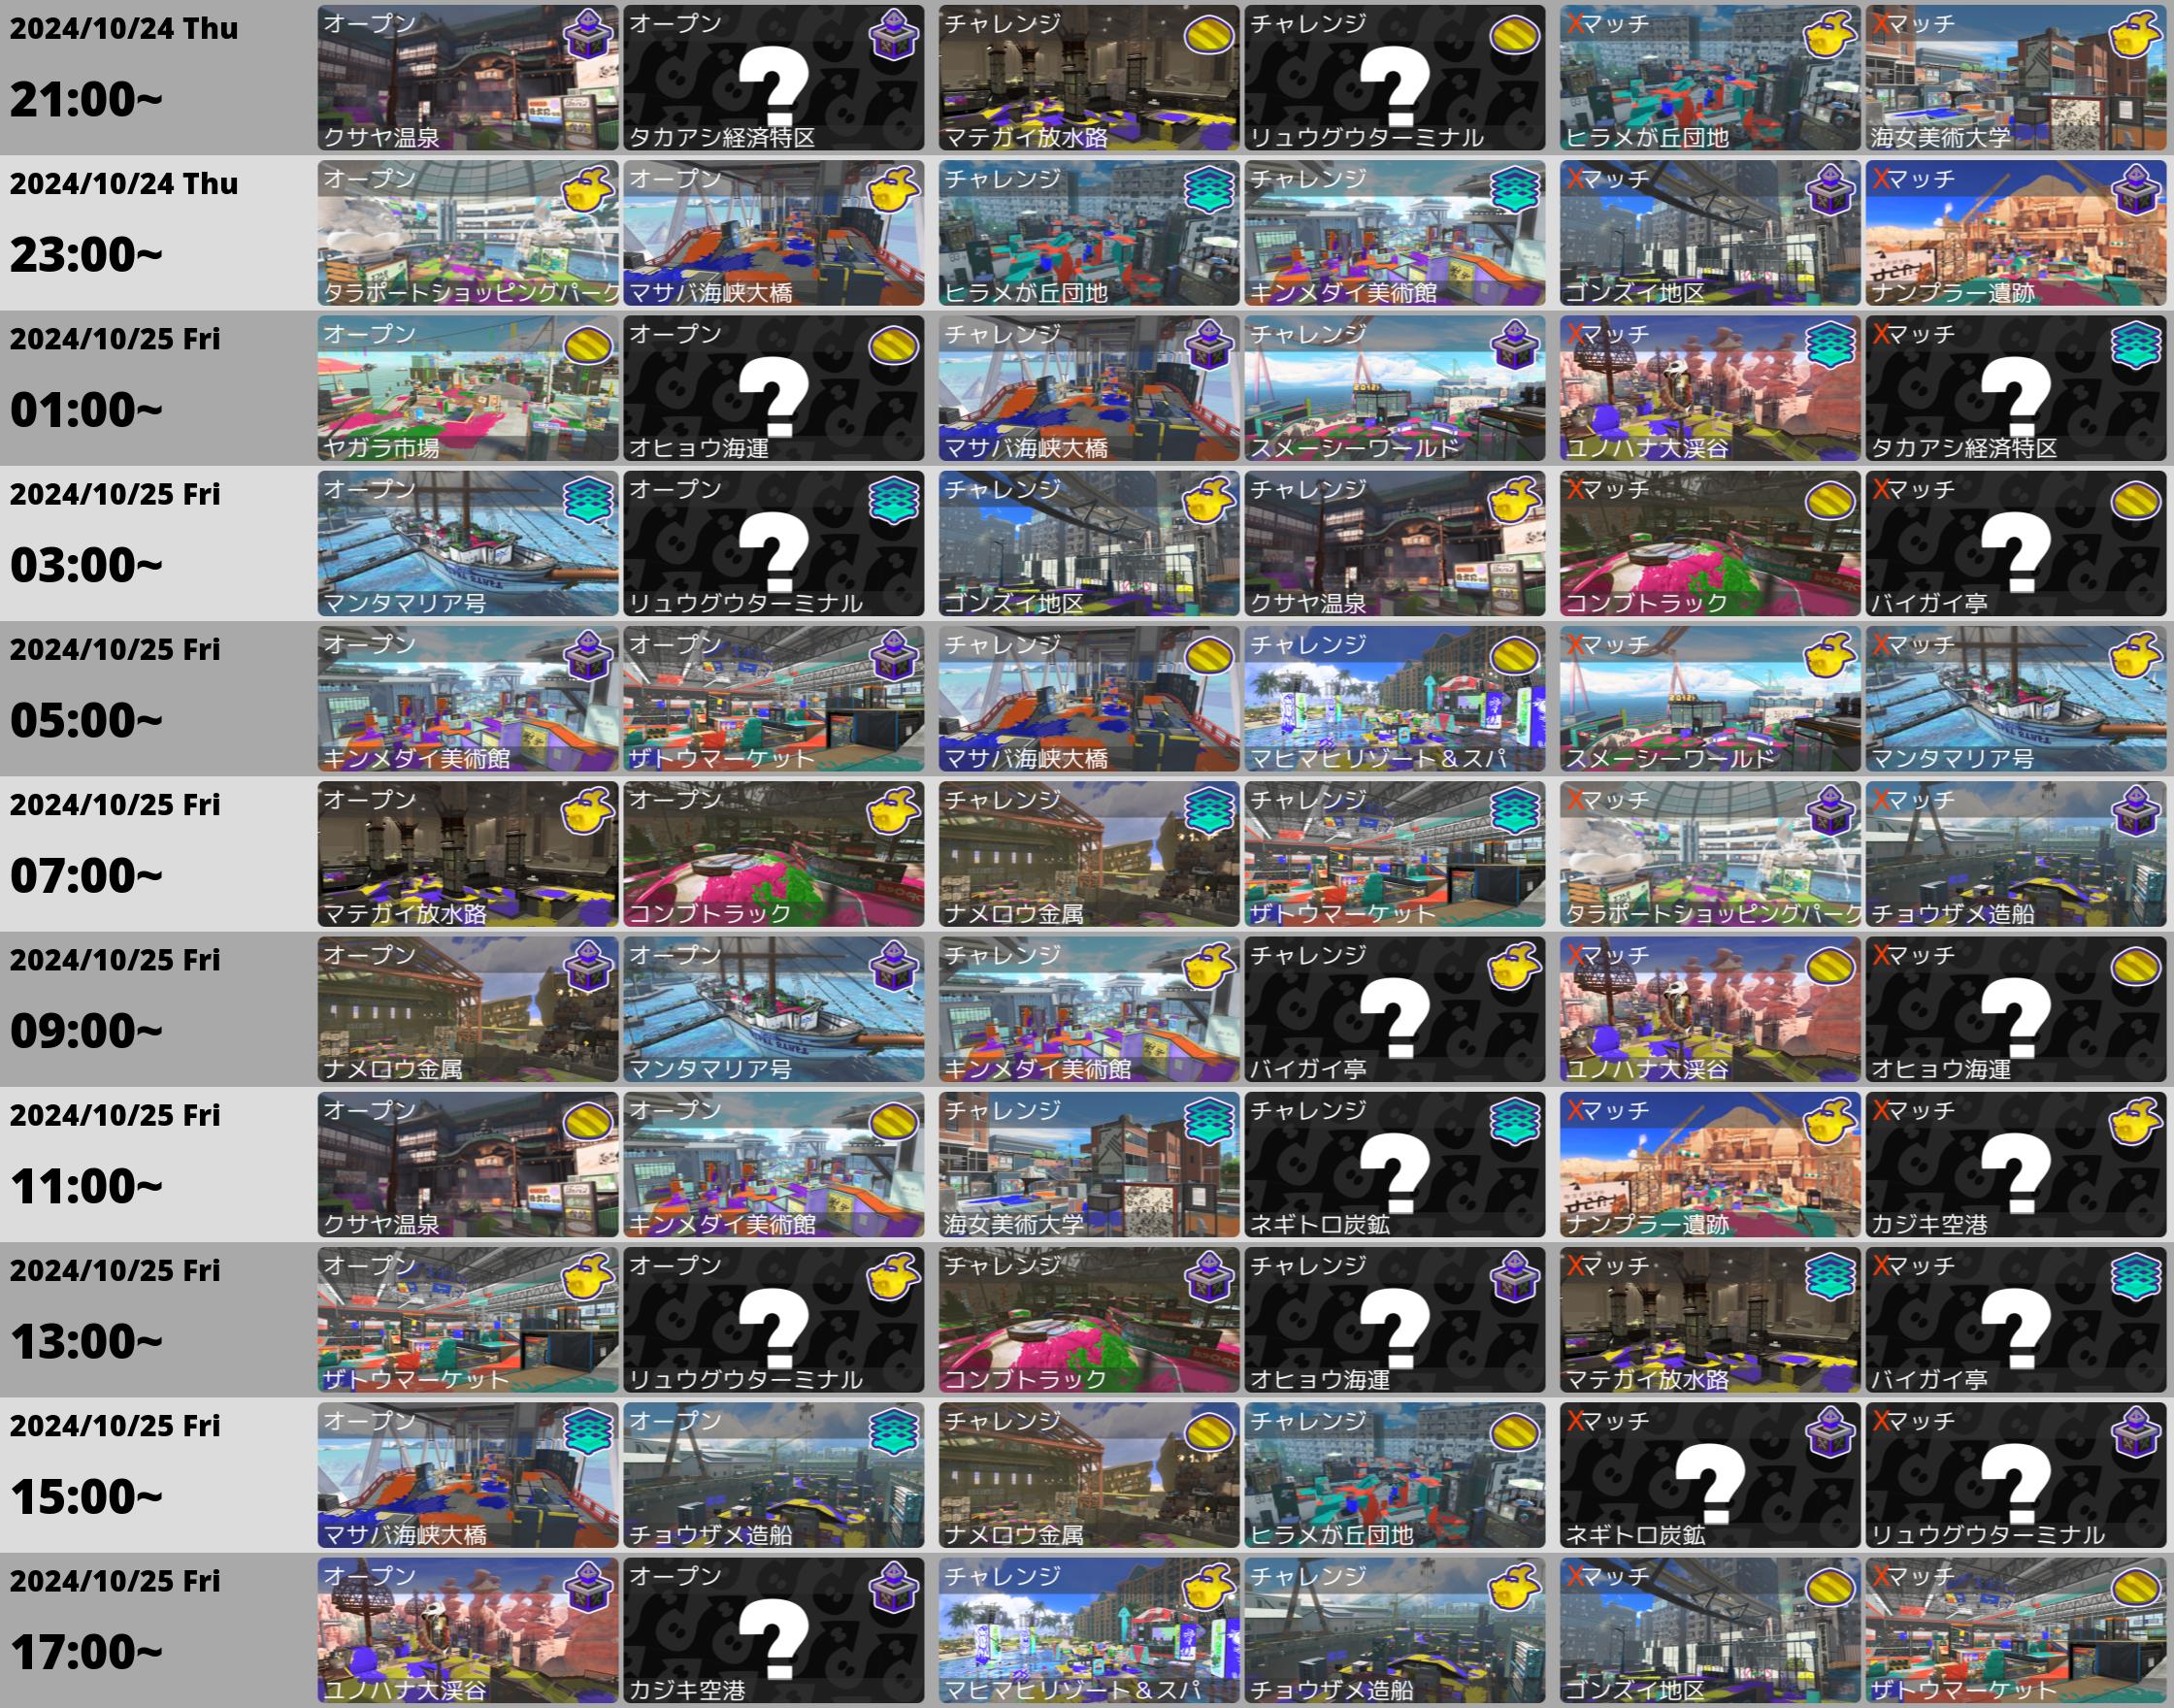 2024/10/24 Thu
21:00~
オープン
クサヤ温泉
オープン
タカアシ経済特区
チャレンジ
マテガイ放水路
チャレンジ
リュウグウターミナル
Xマッチ
ヒラメが丘団地
Xマッチ
海女美術大学
2024/10/24 Thu
23:00~
オープン
タラポートショッピングパーク
オープン
マサバ海峡大橋
チャレンジ
ヒラメが丘団地
チャレンジ
キンメダイ美術館
Xマッチ
ゴンズイ地区
Xマッチ
ナンプラー遺跡
2024/10/25 Fri
01:00~
オープン
ヤガラ市場
オープン
オヒョウ海運
チャレンジ
マサバ海峡大橋
チャレンジ
スメーシーワールド
Xマッチ
ユノハナ大渓谷
Xマッチ
タカアシ経済特区
2024/10/25 Fri
03:00~
オープン
マンタマリア号
オープン
リュウグウターミナル
チャレンジ
ゴンズイ地区
チャレンジ
クサヤ温泉
Xマッチ
コンブトラック
Xマッチ
バイガイ亭
2024/10/25 Fri
05:00~
オープン
キンメダイ美術館
オープン
ザトウマーケット
チャレンジ
マサバ海峡大橋
チャレンジ
マヒマヒリゾート＆スパ
Xマッチ
スメーシーワールド
Xマッチ
マンタマリア号
2024/10/25 Fri
07:00~
オープン
マテガイ放水路
オープン
コンブトラック
チャレンジ
ナメロウ金属
チャレンジ
ザトウマーケット
Xマッチ
タラポートショッピングパーク
Xマッチ
チョウザメ造船
2024/10/25 Fri
09:00~
オープン
ナメロウ金属
オープン
マンタマリア号
チャレンジ
キンメダイ美術館
チャレンジ
バイガイ亭
Xマッチ
ユノハナ大渓谷
Xマッチ
オヒョウ海運
2024/10/25 Fri
11:00~
オープン
クサヤ温泉
オープン
キンメダイ美術館
チャレンジ
海女美術大学
チャレンジ
ネギトロ炭鉱
Xマッチ
ナンプラー遺跡
Xマッチ
カジキ空港
2024/10/25 Fri
13:00~
オープン
ザトウマーケット
オープン
リュウグウターミナル
チャレンジ
コンブトラック
チャレンジ
オヒョウ海運
Xマッチ
マテガイ放水路
Xマッチ
バイガイ亭
2024/10/25 Fri
15:00~
オープン
マサバ海峡大橋
オープン
チョウザメ造船
チャレンジ
ナメロウ金属
チャレンジ
ヒラメが丘団地
Xマッチ
ネギトロ炭鉱
Xマッチ
リュウグウターミナル
2024/10/25 Fri
17:00~
オープン
ユノハナ大渓谷
オープン
カジキ空港
チャレンジ
マヒマヒリゾート＆スパ
チャレンジ
チョウザメ造船
Xマッチ
ゴンズイ地区
Xマッチ
ザトウマーケット